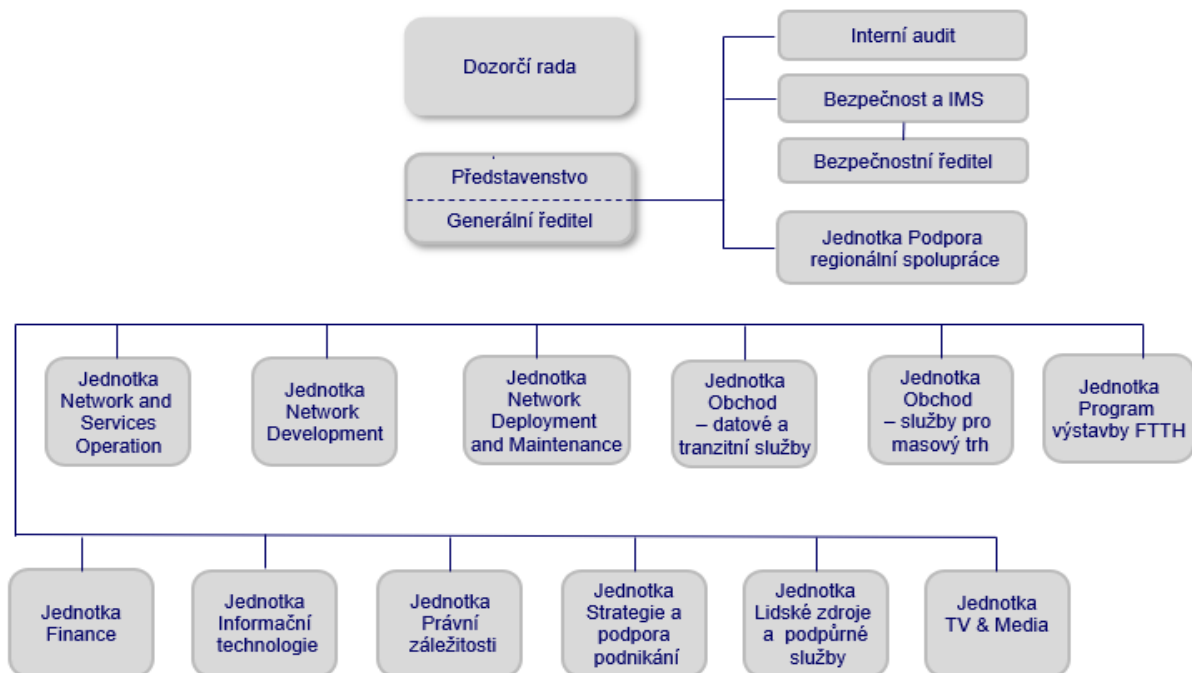 Dozorčí rada
Představenstvo
Generální ředitel
Interní audit
Bezpečnost a IMS
Bezpečnostní ředitel
Jednotka Podpora
regionální spolupráce
Jednotka
Network and
Services
Operation
Jednotka
Network
Development
Jednotka
Network
Deployment
and Maintenance
Jednotka
Obchod
– datové a
tranzitní služby
Jednotka
Obchod
– služby pro
masový trh
Jednotka
Program
výstavby FTTH
Jednotka
Finance
Jednotka
Informační
technologie
Jednotka
Právní
záležitosti
Jednotka
Strategie a
podpora
podnikání
Jednotka
Lidské zdroje
a podpůrné
služby
Jednotka
TV & Media